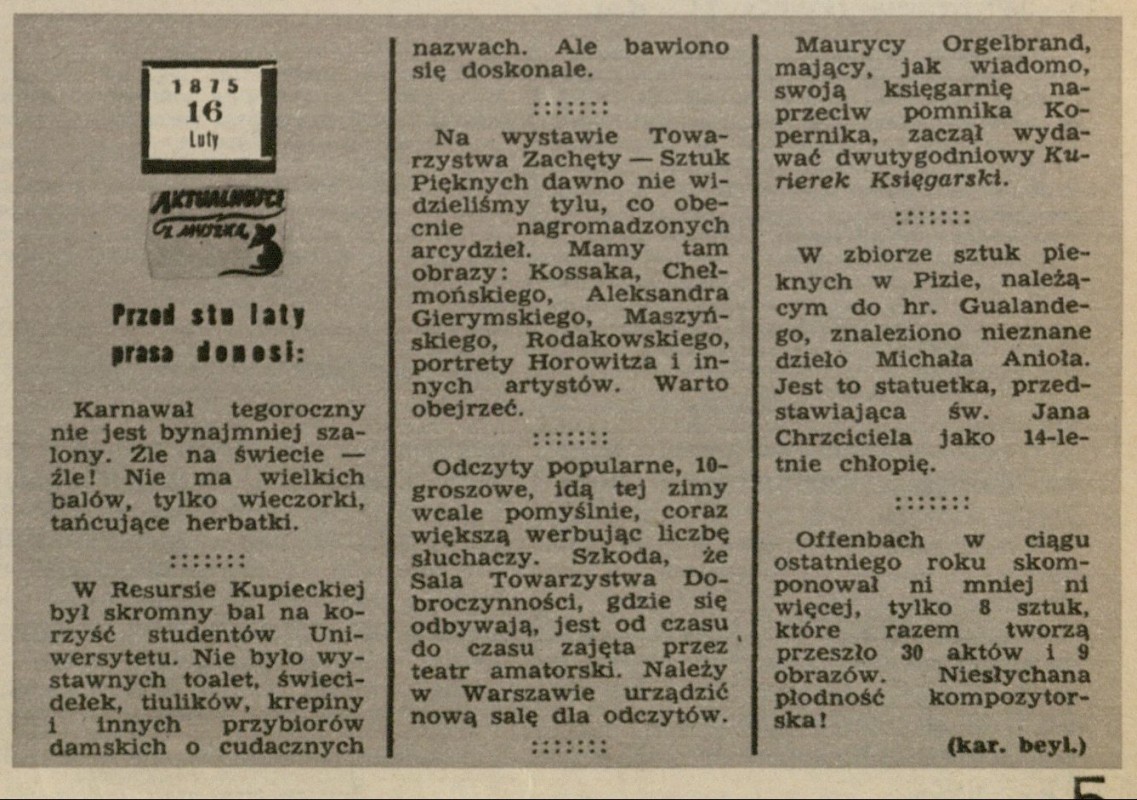 1875
16
Luty
AKTUALNOŚCI
Z MYSZKĄ
Przed stu laty
prasa donosi:
Karnawał tegoroczny
nie jest bynajmniej sza-
lony. Źle na świecie —
źle! Nie ma wielkich
balów, tylko wieczorki,
tańcujące herbatki.
:::::::
W Resursie Kupieckiej
był skromny bal na ko-
rzyść studentów Uni-
wersytetu. Nie było wy-
stawnych toalet, świeci-
dełek, tiulików, krepiny
i innych przybiorów
damskich o cudacznych
nazwach. Ale bawiono
się doskonale.
:::::::
Na wystawie Towa-
rzystwa Zachęty — Sztuk
Pięknych dawno nie wi-
dzieliśmy tylu, co obe-
cnie nagromadzonych
arcydzieł. Mamy tam
obrazy: Kossaka, Cheł-
mońskiego, Aleksandra
Gierymskiego, Maszyń-
skiego, Rodakowskiego,
portrety Horowitza i in-
nych artystów. Warto
obejrzeć.
:::::::
Odczyty popularne, 10-
groszowe, idą tej zimy
wcale pomyślnie, coraz
większą werbując liczbę
słuchaczy. Szkoda, że
Sala Towarzystwa Do-
broczynności, gdzie się
odbywają, jest od czasu
do czasu zajęta przez
teatr amatorski. Należy
w Warszawie urządzić
nową salę dla odczytów.
:::::::
Maurycy Orgelbrand,
mający, jak wiadomo,
swoją księgarnię na-
przeciw pomnika Ko-
pernika, zaczął wyda-
wać dwutygodniowy Ku-
rierek Księgarski.
:::::::
W zbiorze sztuk pie-
knych w Pizie, należą-
cym do hr. Gualande-
go, znaleziono nieznane
dzieło Michała Anioła.
Jest to statuetka, przed-
stawiająca św. Jana
Chrzciciela jako 14-le-
tnie chłopię.
:::::::
Offenbach w ciągu
ostatniego roku skom-
ponował ni mniej ni
więcej, tylko 8 sztuk,
które razem tworzą
przeszło 30 aktów i 9
obrazów. Niesłychana
płodność kompozytor-
ska!
(kar. beyl.)
5